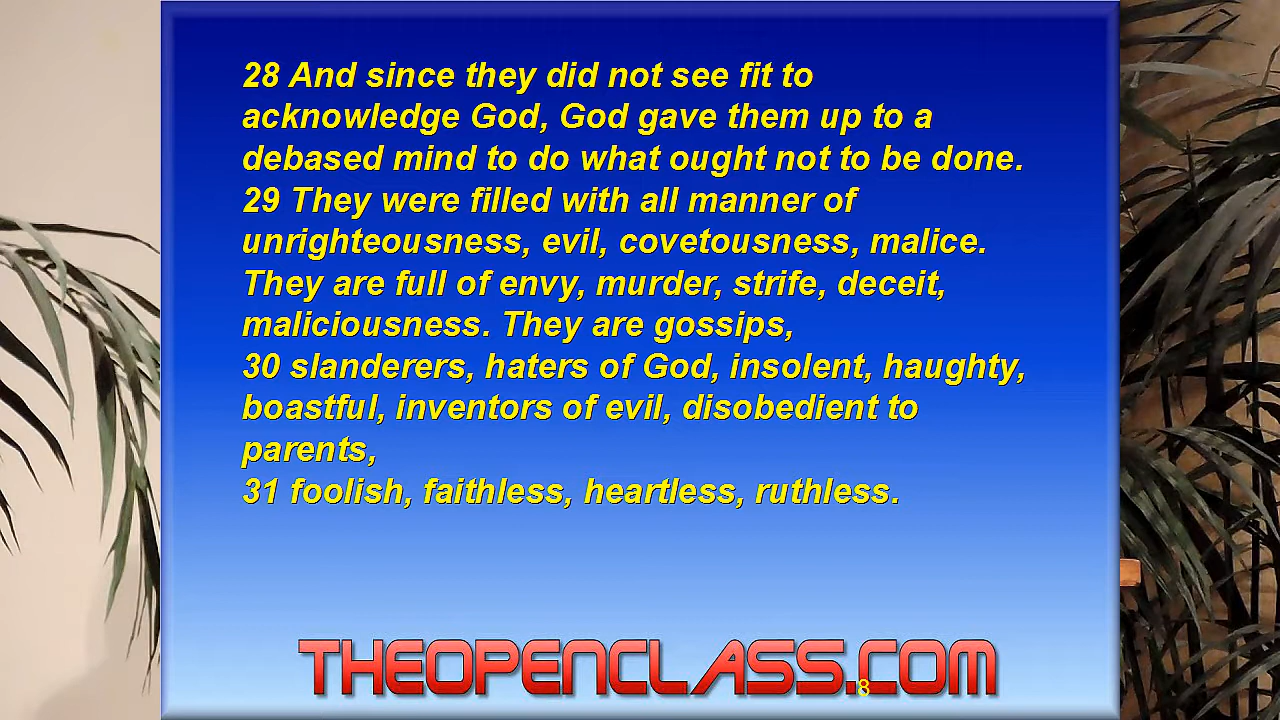 28 And since they did not see fit to
acknowledge God, God gave them up to a
debased mind to do what ought not to be done.
29 They were filled with all manner of
unrighteousness, evil, covetousness, malice.
They are full of envy, murder, strife, deceit,
maliciousness. They are gossips,
30 slanderers, haters of God, insolent, haughty,
boastful, inventors of evil, disobedient to
parents,
31 foolish, faithless, heartless, ruthless.
THEOPENCLASS.COM
8